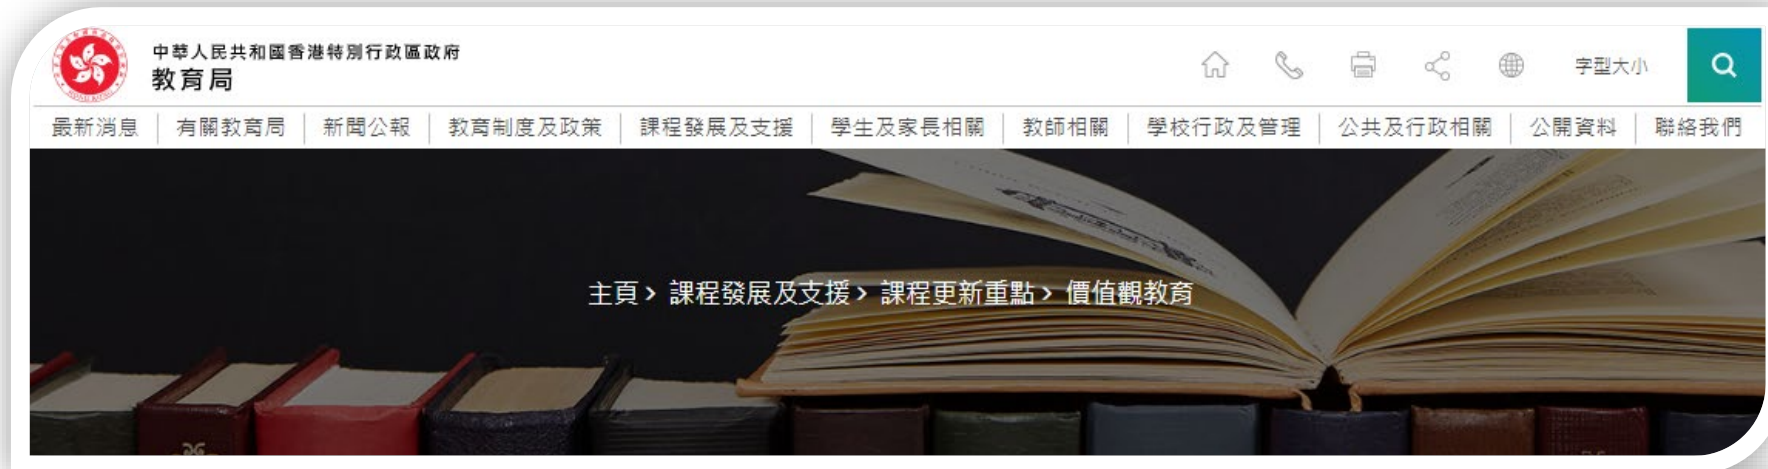 中華人民共和國香港特別行政區政府
教育局
字型大小
最新消息 有關教育局 新聞公報 教育制度及政策 課程發展及支援 學生及家長相關 教師相關 學校行政及管理 公共及行政相關 公開資料 聯絡我們
主頁 > 課程發展及支援 > 課程更新重點 > 價值觀教育